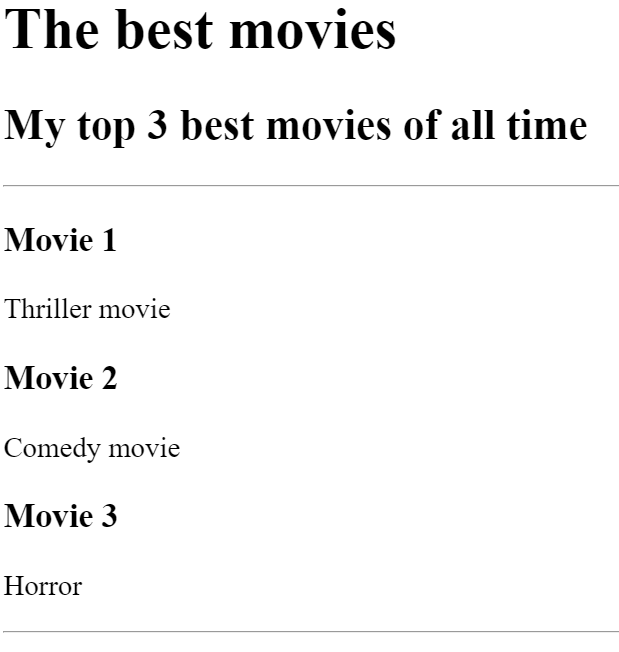 The best movies
My top 3 best movies of all time
Movie 1
Thriller movie
Movie 2
Comedy movie
Movie 3
Horror